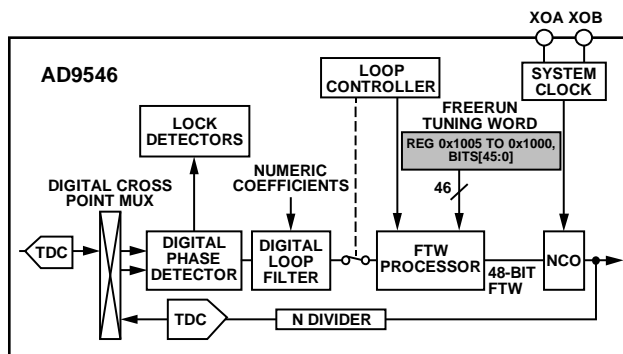 XOA XOB
AD9546
LOOP
CONTROLLER
SYSTEM
CLOCK
FREERUN
TUNING WORD
LOCK
DETECTORS
REG 0x1005 TO 0x1000,
BITS[45:0]
DIGITAL CROSS
POINT MUX
NUMERIC
COEFFICIENTS
46
TDC
DIGITAL
PHASE
DETECTOR
DIGITAL
LOOP
FILTER
FTW
PROCESSOR
48-BIT
FTW
NCO
TDC
N DIVIDER